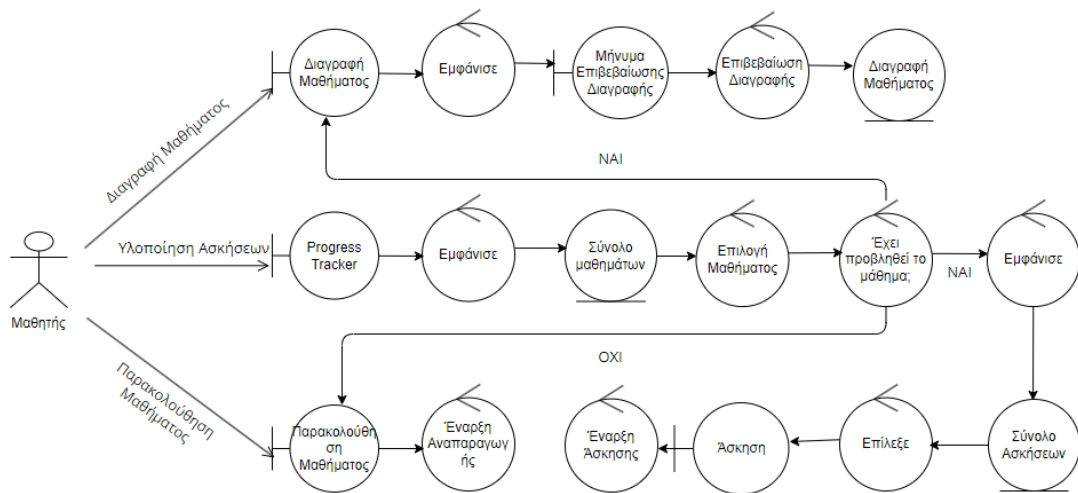 Διαγραφή
Μαθήματος
Εμφάνισε
Μήνυμα
Επιβεβαίωσης
Διαγραφής
Επιβεβαίωση
Διαγραφής
Διαγραφή
Μαθήματος
Διαγραφή Μαθήματος
ΝΑΙ
Υλοποίηση Ασκήσεων
Progress
Tracker
Εμφάνισε
Σύνολο
μαθημάτων
Επιλογή
Μαθήματος
Έχει
προβληθεί το
μάθημα;
ΝΑΙ
Εμφάνισε
Μαθητής
ΟΧΙ
Παρακολούθηση
Μαθήματος
Παρακολούθη
ση
Μαθήματος
Έναρξη
Αναπαραγωγ
ής
Έναρξη
Άσκησης
Άσκηση
Επίλεξε
Σύνολο
Ασκήσεων